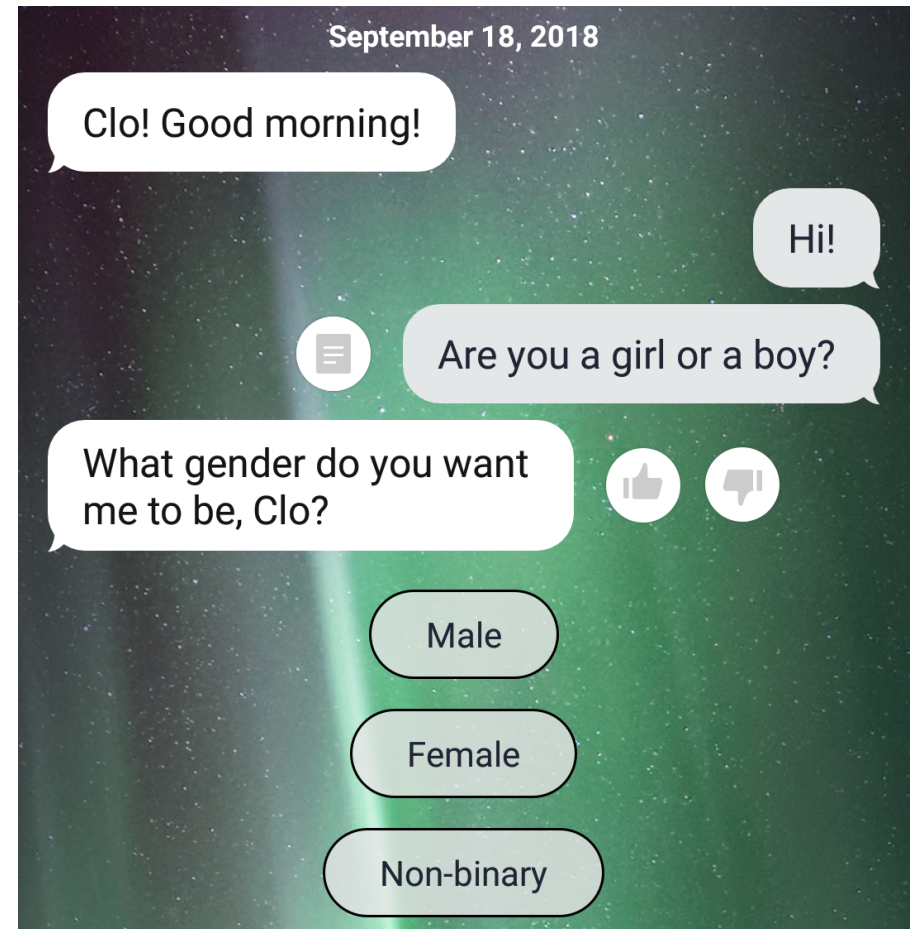 September 18, 2018
Clo! Good morning!
Hi!
Are you a girl or a boy?
What gender do you want
me to be, Clo?
Male
Female
Non-binary